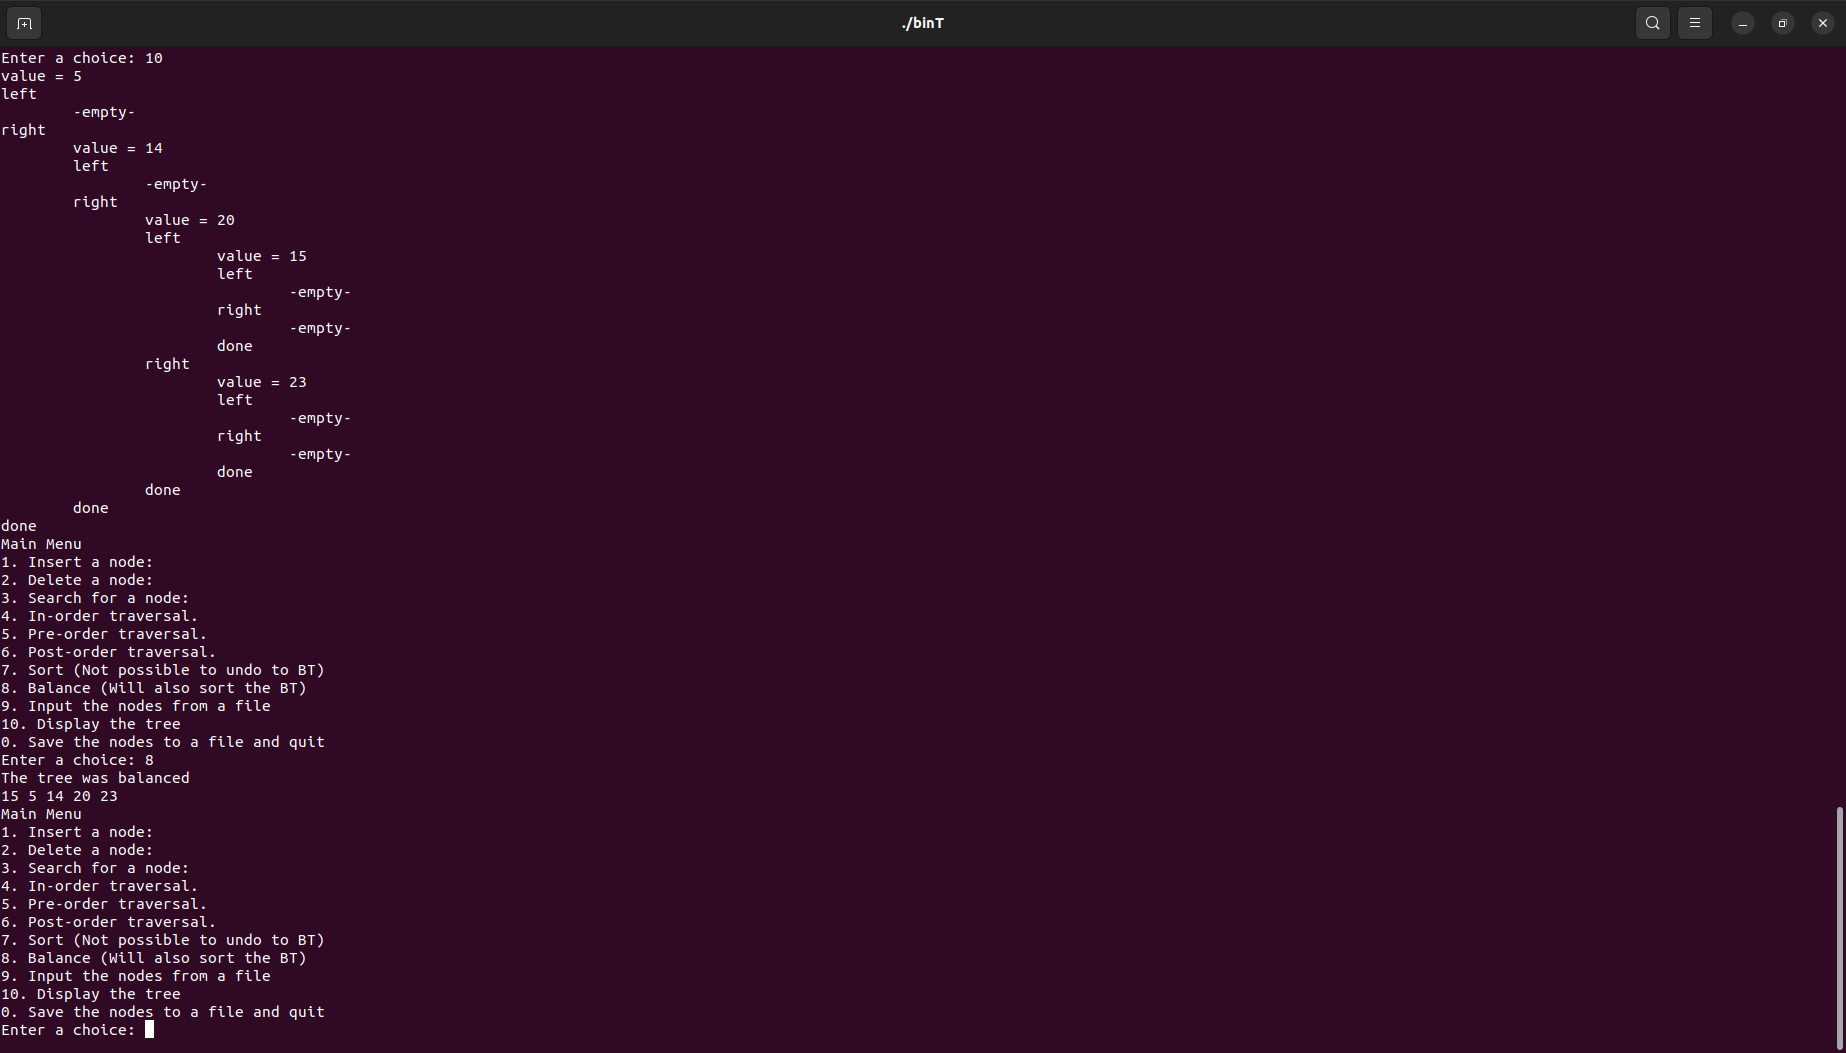 ./binT
Enter a choice: 10
value = 5
left
        -empty-
right
        value = 14
        left
                -empty-
        right
                value = 20
                left
                        value = 15
                        left
                                -empty-
                        right
                                -empty-
                        done
                right
                        value = 23
                        left
                                -empty-
                        right
                                -empty-
                        done
                done
        done
done
Main Menu
1. Insert a node:
2. Delete a node:
3. Search for a node:
4. In-order traversal.
5. Pre-order traversal.
6. Post-order traversal.
7. Sort (Not possible to undo to BT)
8. Balance (Will also sort the BT)
9. Input the nodes from a file
10. Display the tree
0. Save the nodes to a file and quit
Enter a choice: 8
The tree was balanced
15 5 14 20 23
Main Menu
1. Insert a node:
2. Delete a node:
3. Search for a node:
4. In-order traversal.
5. Pre-order traversal.
6. Post-order traversal.
7. Sort (Not possible to undo to BT)
8. Balance (Will also sort the BT)
9. Input the nodes from a file
10. Display the tree
0. Save the nodes to a file and quit
Enter a choice: